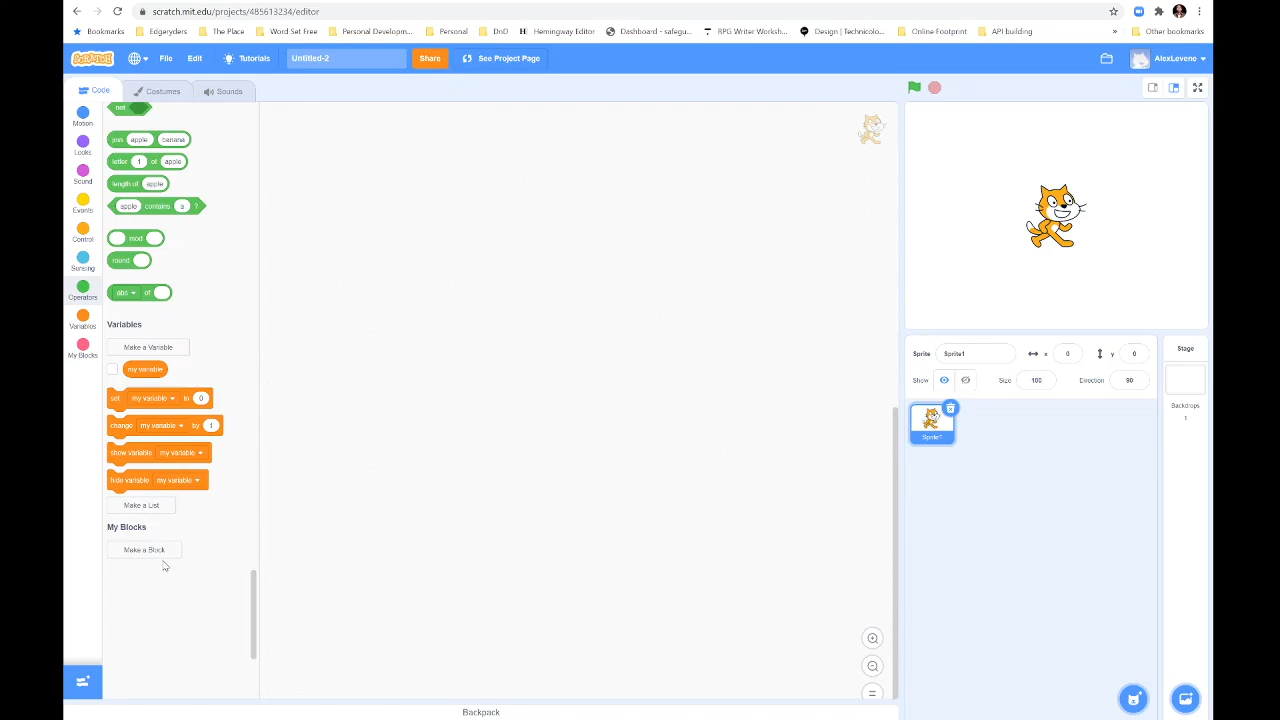 scratch.mit.edu/projects/485613234/editor
Bookmarks Edgeryders The Place Word Set Free Personal Developm... Personal DnD Hemingway Editor Dashboard - safegu... RPG Writer Worksh... Design | Technicolo... Online Footprint API building » Other bookmarks
SCRATCH File Edit Tutorials Untitled-2 Share See Project Page AlexLevene
Code Costumes Sounds
Motion
Looks
Sound
Events
Control
Sensing
Operators
Variables
My Blocks
not
join apple banana
letter 1 of apple
length of apple
apple contains a ?
mod
round
abs of
Variables
Make a Variable
my variable
set my variable to 0
change my variable by 1
show variable my variable
hide variable my variable
Make a List
My Blocks
Make a Block
Sprite Sprite1 x 0 y 0
Show Size 100 Direction 90
Sprite1
Stage
Backdrops
1
Backpack